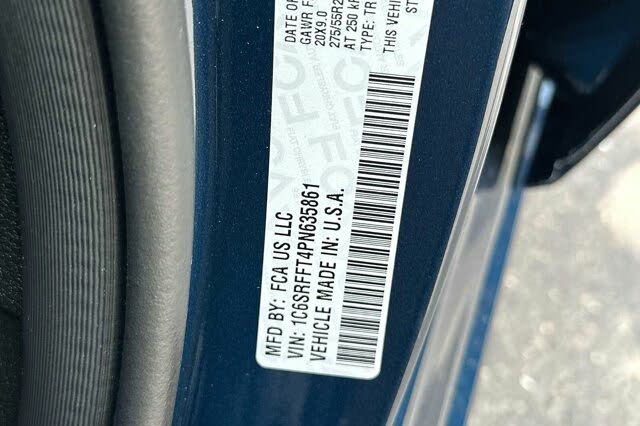 MFD BY: FCA US LLC
VIN: 1C6SRFFT4PN635861
VEHICLE MADE IN: U.S.A.
DATE O
GAWR F
20X9.0
275/55R2
AT 250 kP
TYPE: TR
THIS VEHI
ST